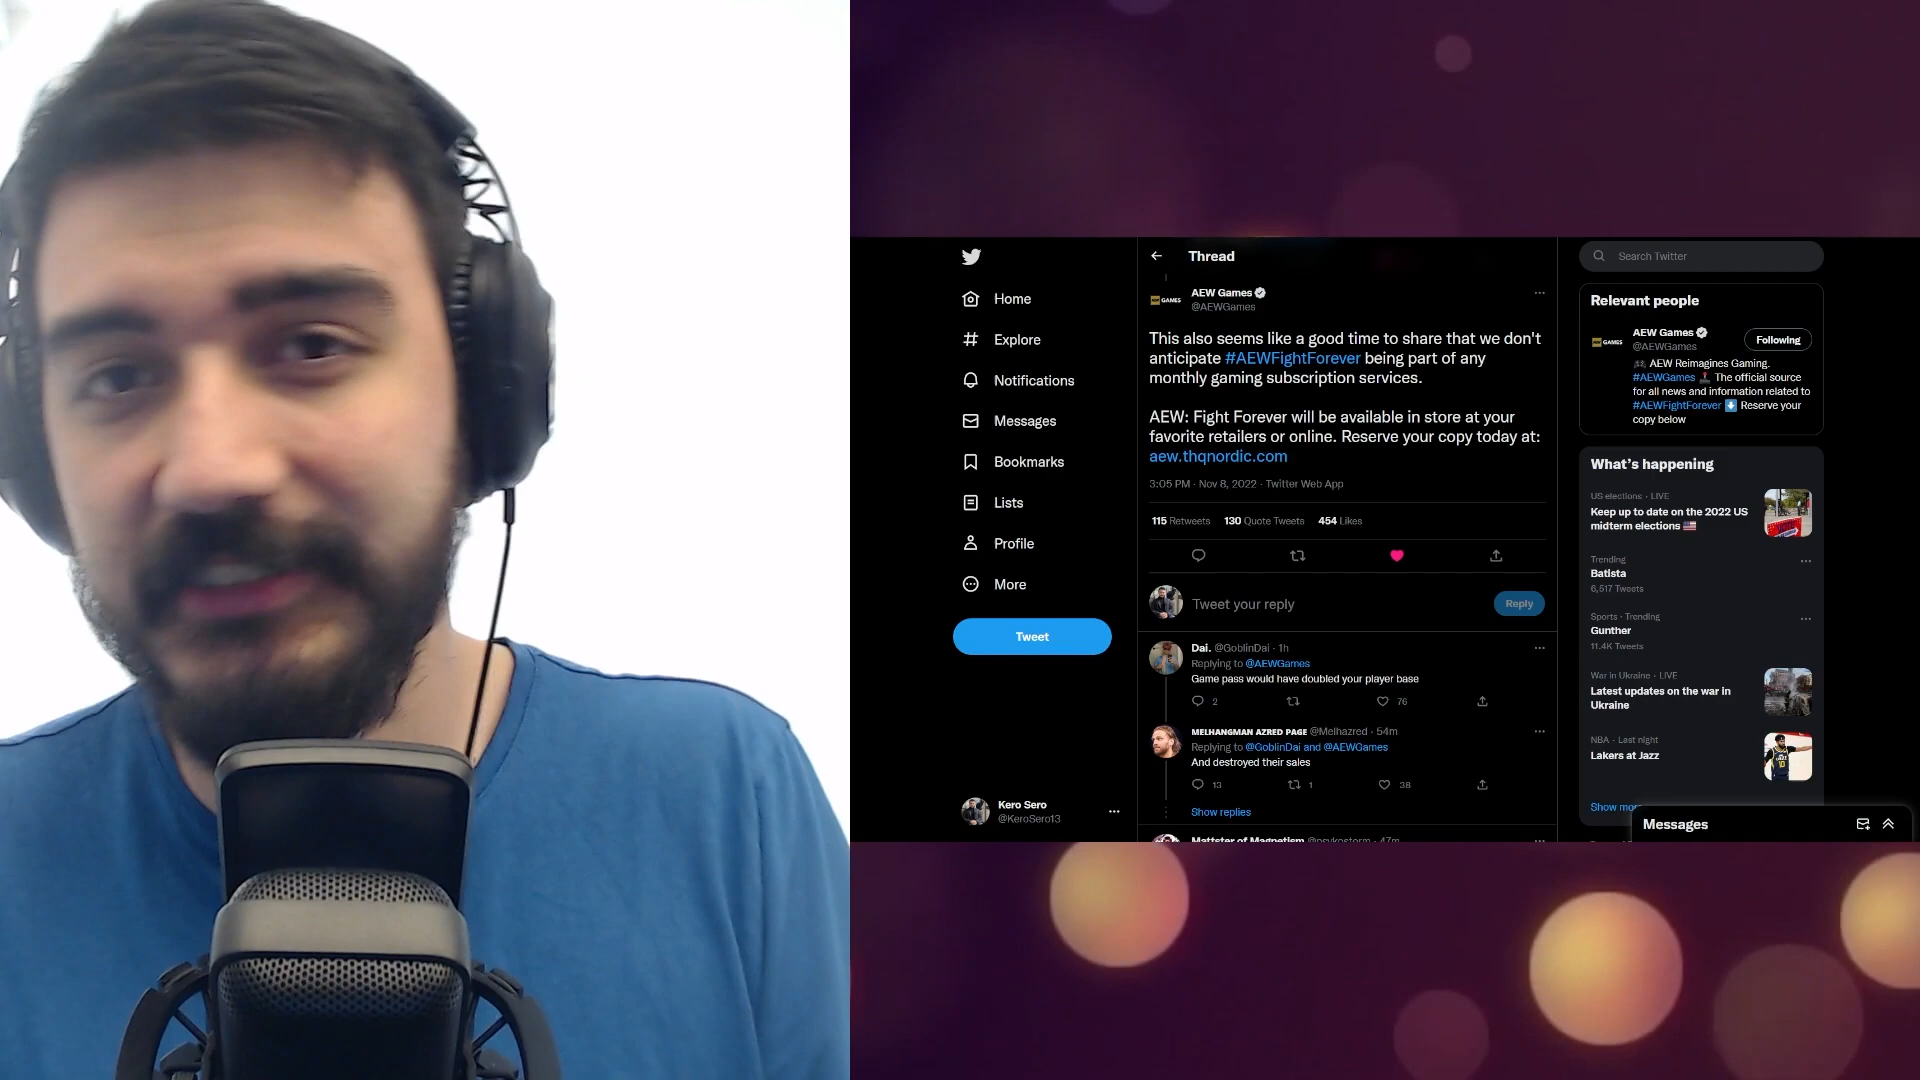 Home
Explore
Notifications
Messages
Bookmarks
Lists
Profile
More
Tweet
Kero Sero
@KeroSero13
Thread
GAMES
AEW Games
@AEWGames
This also seems like a good time to share that we don't
anticipate #AEWFightForever being part of any
monthly gaming subscription services.
AEW: Fight Forever will be available in store at your
favorite retailers or online. Reserve your copy today at:
aew.thqnordic.com
3:05 PM · Nov 8, 2022 · Twitter Web App
115 Retweets 130 Quote Tweets 454 Likes
Tweet your reply
Reply
Dai. @GoblinDai · 1h
Replying to @AEWGames
Game pass would have doubled your player base
2 76
MELHANGMAN AZRED PAGE @Melhazred · 54m
Replying to @GoblinDai and @AEWGames
And destroyed their sales
13 1 38
Show replies
Mattster of Magnetism @psykostorm · 47m
Search Twitter
Relevant people
GAMES
AEW Games
@AEWGames
Following
AEW Reimagines Gaming.
#AEWGames The official source
for all news and information related to
#AEWFightForever Reserve your
copy below
What's happening
US elections · LIVE
Keep up to date on the 2022 US
midterm elections
Trending
Batista
6,517 Tweets
Sports · Trending
Gunther
11.4K Tweets
War in Ukraine · LIVE
Latest updates on the war in
Ukraine
NBA · Last night
Lakers at Jazz
Show more
Messages